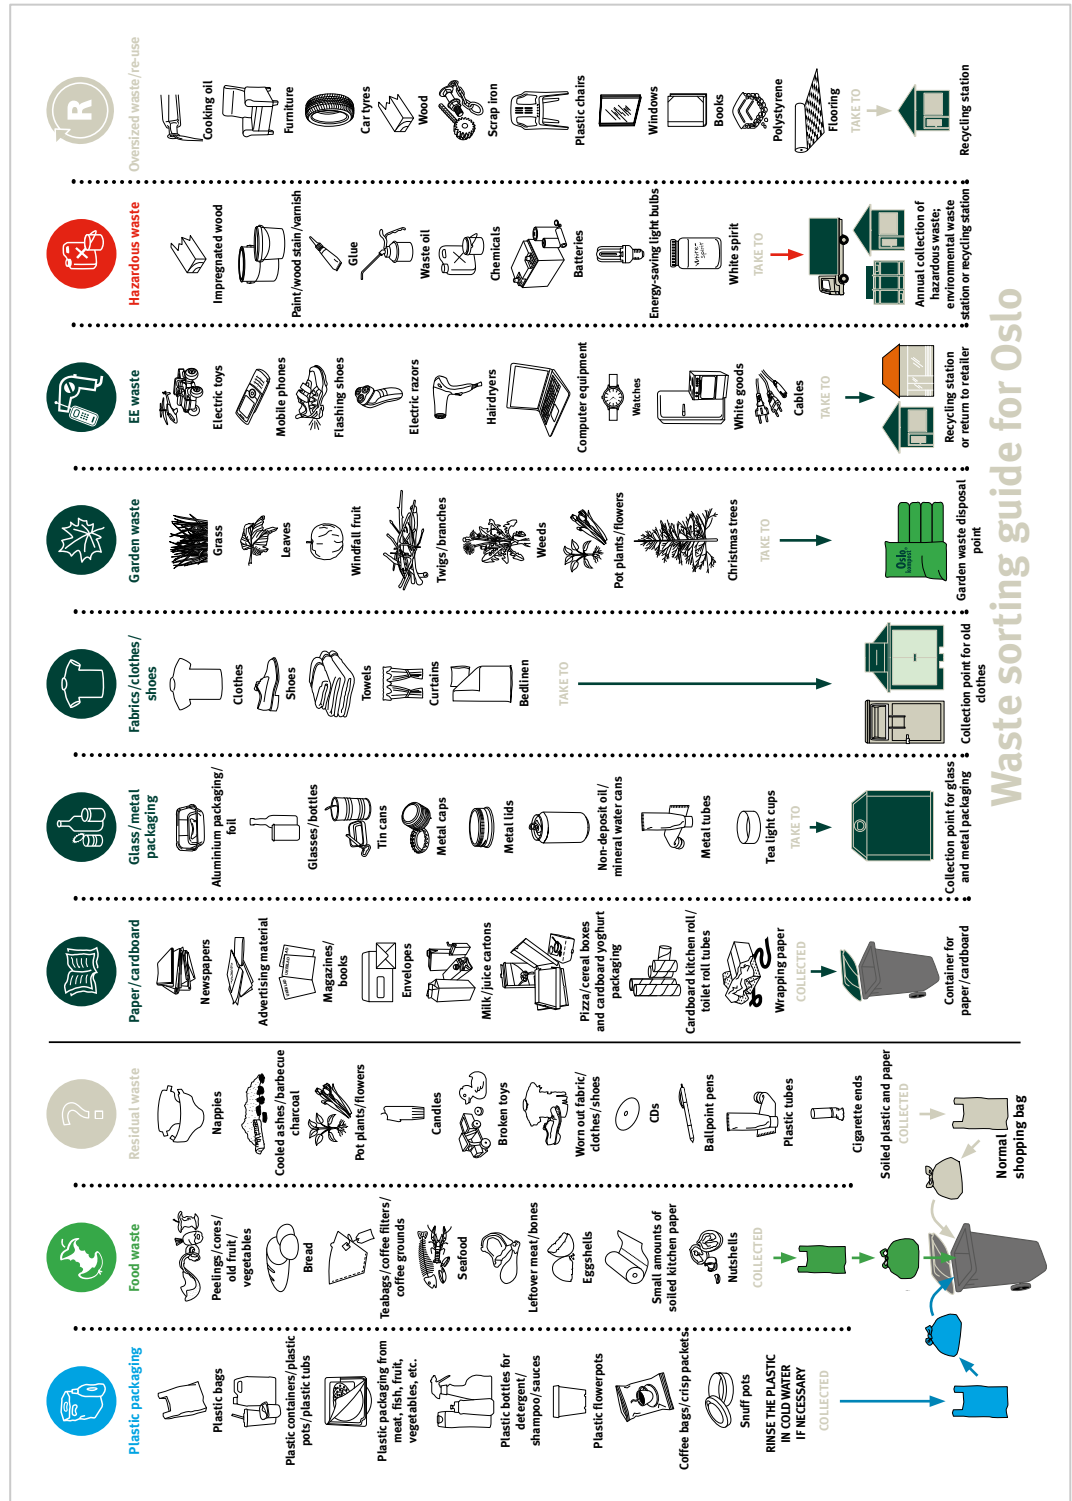 Waste sorting guide for Oslo
Plastic packaging
Plastic bags
Plastic containers/plastic
pots/plastic tubs
Plastic packaging from
meat, fish, fruit,
vegetables, etc.
Plastic bottles for
detergent/
shampoo/sauces
Plastic flowerpots
Coffee bags/crisp packets
Snuff pots
RINSE THE PLASTIC
IN COLD WATER
IF NECESSARY
COLLECTED
Food waste
Peelings/cores/
old fruit/
vegetables
Bread
Teabags/coffee filters/
coffee grounds
Seafood
Leftover meat/bones
Eggshells
Small amounts of
soiled kitchen paper
Nutshells
COLLECTED
?
Residual waste
Nappies
Cooled ashes/barbecue
charcoal
Pot plants/flowers
Candles
Broken toys
Worn out fabric/
clothes/shoes
CDs
Ballpoint pens
Plastic tubes
Cigarette ends
Soiled plastic and paper
COLLECTED
Normal
shopping bag
Paper/cardboard
Newspapers
Advertising material
Magazines/
books
Envelopes
Milk/juice cartons
Pizza/cereal boxes
and cardboard yoghurt
packaging
Cardboard kitchen roll/
toilet roll tubes
Wrapping paper
COLLECTED
Container for
paper/cardboard
Glass/metal
packaging
Aluminium packaging/
foil
Glasses/bottles
Tin cans
Metal caps
Metal lids
Non-deposit oil/
mineral water cans
Metal tubes
Tea light cups
TAKE TO
Collection point for glass
and metal packaging
Fabrics/clothes/
shoes
Clothes
Shoes
Towels
Curtains
Bedlinen
TAKE TO
Collection point for old
clothes
Garden waste
Grass
Leaves
Windfall fruit
Twigs/branches
Weeds
Pot plants/flowers
Christmas trees
TAKE TO
Oslo
kompost
Garden waste disposal
point
EE waste
Electric toys
Mobile phones
Flashing shoes
Electric razors
Hairdryers
Computer equipment
Watches
White goods
Cables
TAKE TO
Recycling station
or return to retailer
Hazardous waste
Impregnated wood
Paint/wood stain/varnish
Glue
Waste oil
Chemicals
Batteries
Energy-saving light bulbs
White spirit
White spirit
TAKE TO
Annual collection of
hazardous waste;
environmental waste
station or recycling station
R
Oversized waste/re-use
Cooking oil
Furniture
Car tyres
Wood
Scrap iron
Plastic chairs
Windows
Books
Polystyrene
Flooring
TAKE TO
Recycling station